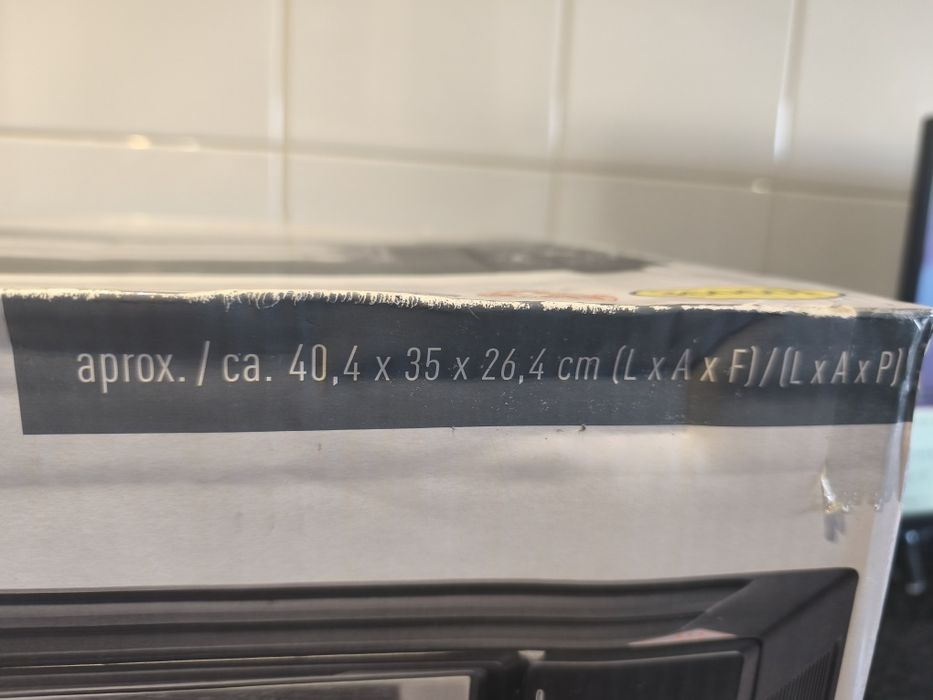 aprox. / ca. 40,4 x 35 x 26,4 cm (L x A x F)/(L x A x P)